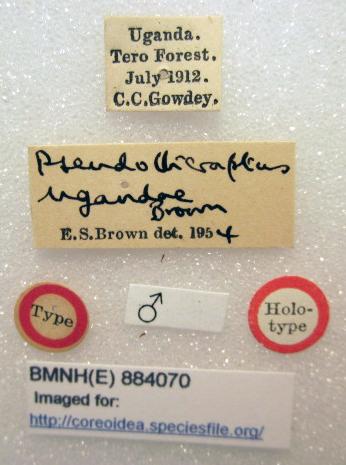 Uganda.
Tero Forest.
July 1912.
C.C.Gowdey.
Pseudotheraptus
ugandae
Brown
E.S.Brown det. 1954
Type
♂
Holo-
type
BMNH(E) 884070
Imaged for:
http://coreoidea.speciesfile.org/